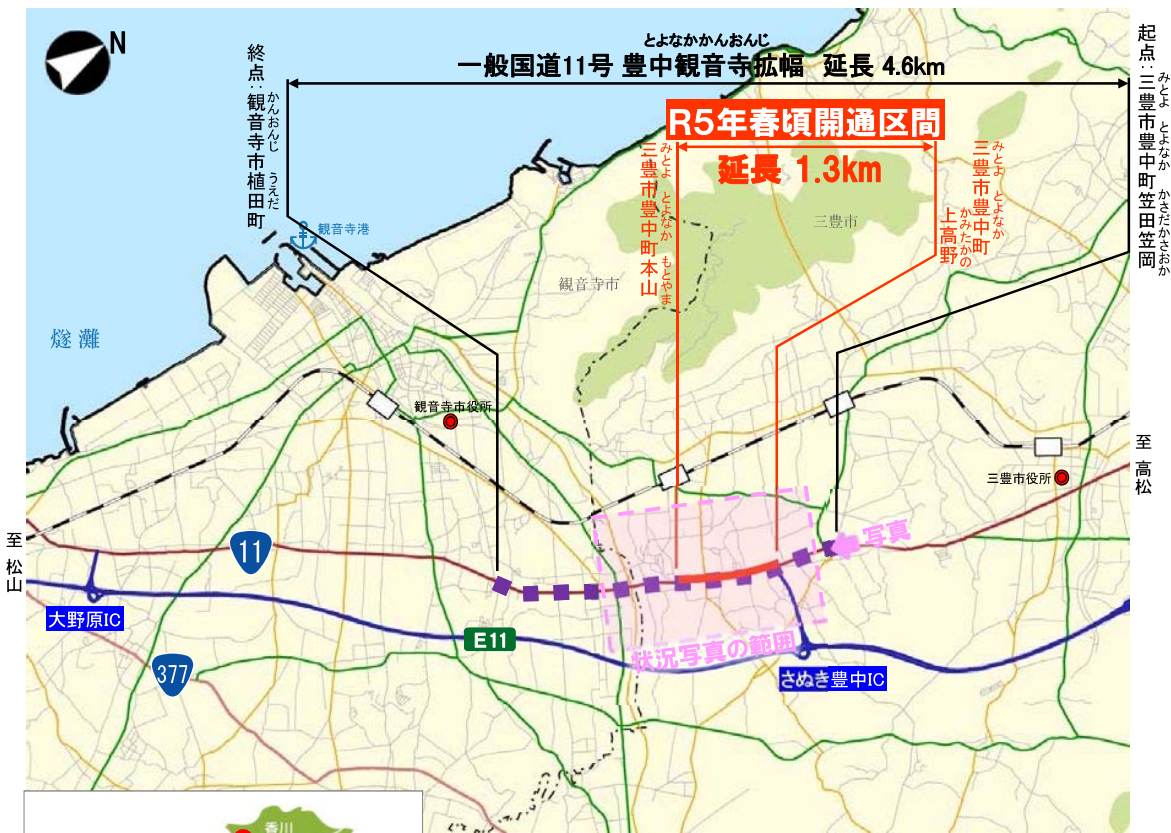 N
とよなかかんおんじ
一般国道11号 豊中観音寺拡幅 延長 4.6km
終点：観音寺市植田町
かんおんじ うえだ
起点：三豊市豊中町笠田笠岡
みとよ とよなか かさだかさおか
R5年春頃開通区間
延長 1.3km
三豊市豊中町本山
みとよ とよなか もとやま
三豊市豊中町
みとよ とよなか
上高野
かみたかの
観音寺港
三豊市
観音寺市
燧灘
観音寺市役所
三豊市役所
至 高松
至 松山
11
写真
大野原IC
E11
状況写真の範囲
377
さぬき豊中IC
香川